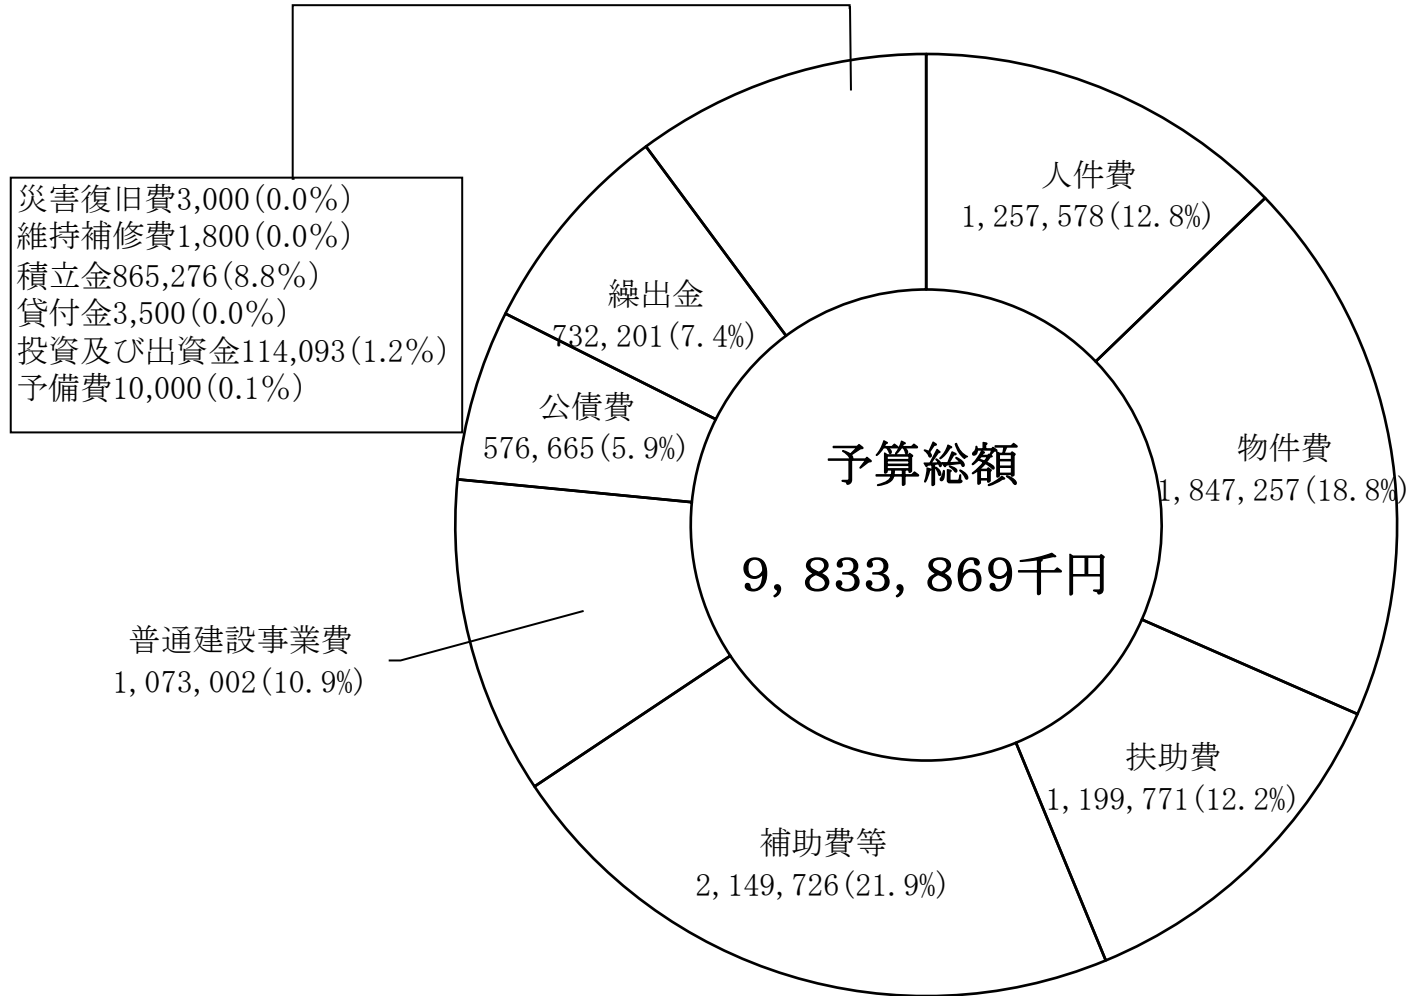 災害復旧費3,000(0.0%)
維持補修費1,800(0.0%)
積立金865,276(8.8%)
貸付金3,500(0.0%)
投資及び出資金114,093(1.2%)
予備費10,000(0.1%)
人件費
1,257,578(12.8%)
物件費
1,847,257(18.8%)
扶助費
1,199,771(12.2%)
補助費等
2,149,726(21.9%)
普通建設事業費
1,073,002(10.9%)
公債費
576,665(5.9%)
繰出金
732,201(7.4%)
予算総額
9,833,869千円